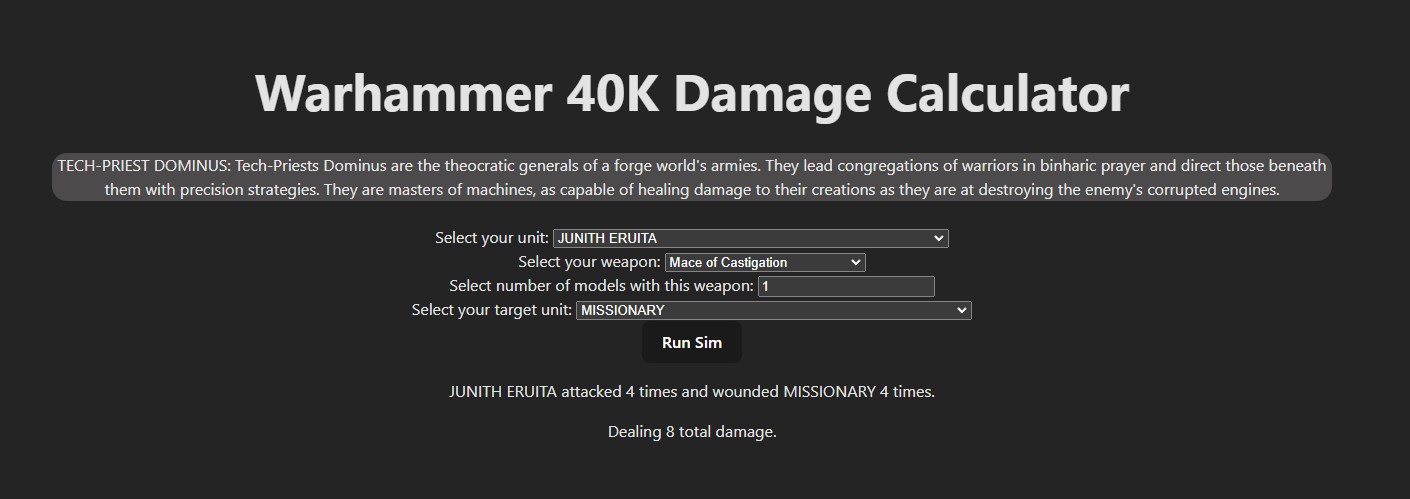 Warhammer 40K Damage Calculator
TECH-PRIEST DOMINUS: Tech-Priests Dominus are the theocratic generals of a forge world's armies. They lead congregations of warriors in binharic prayer and direct those beneath
them with precision strategies. They are masters of machines, as capable of healing damage to their creations as they are at destroying the enemy's corrupted engines.
Select your unit: JUNITH ERUITA
Select your weapon: Mace of Castigation
Select number of models with this weapon: 1
Select your target unit: MISSIONARY
Run Sim
JUNITH ERUITA attacked 4 times and wounded MISSIONARY 4 times.
Dealing 8 total damage.